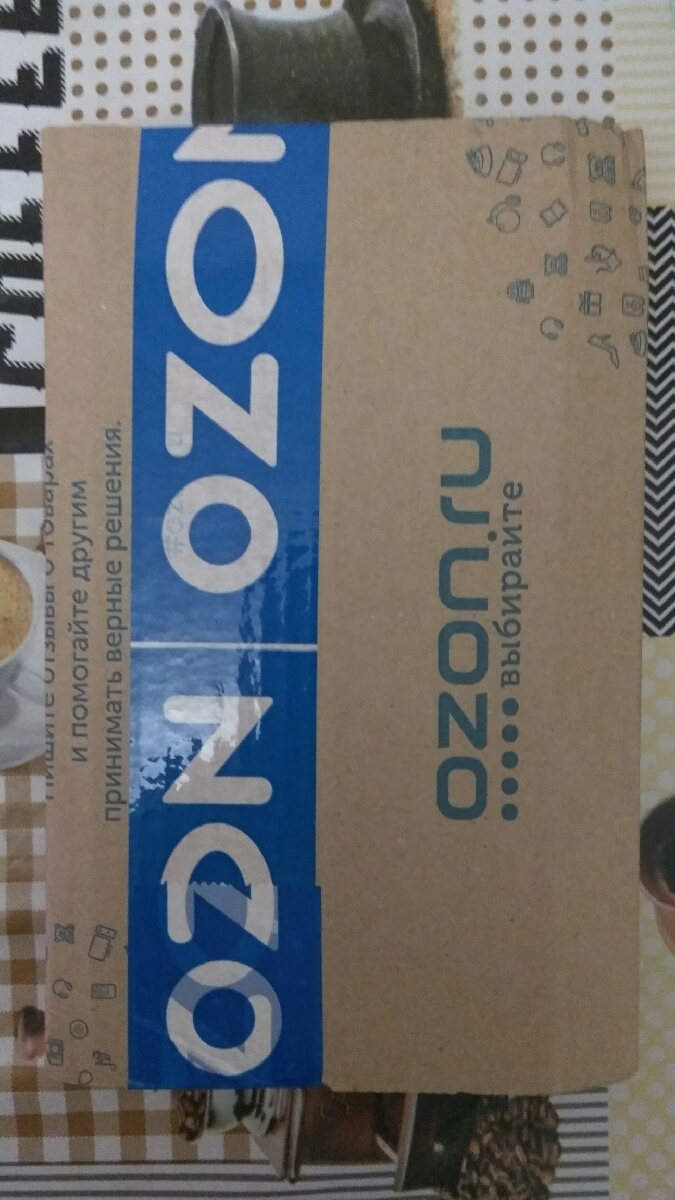 Пишите отзывы о товарах
и помогайте другим
принимать верные решения.
OZON OZON
ozon.ru
выбирайте